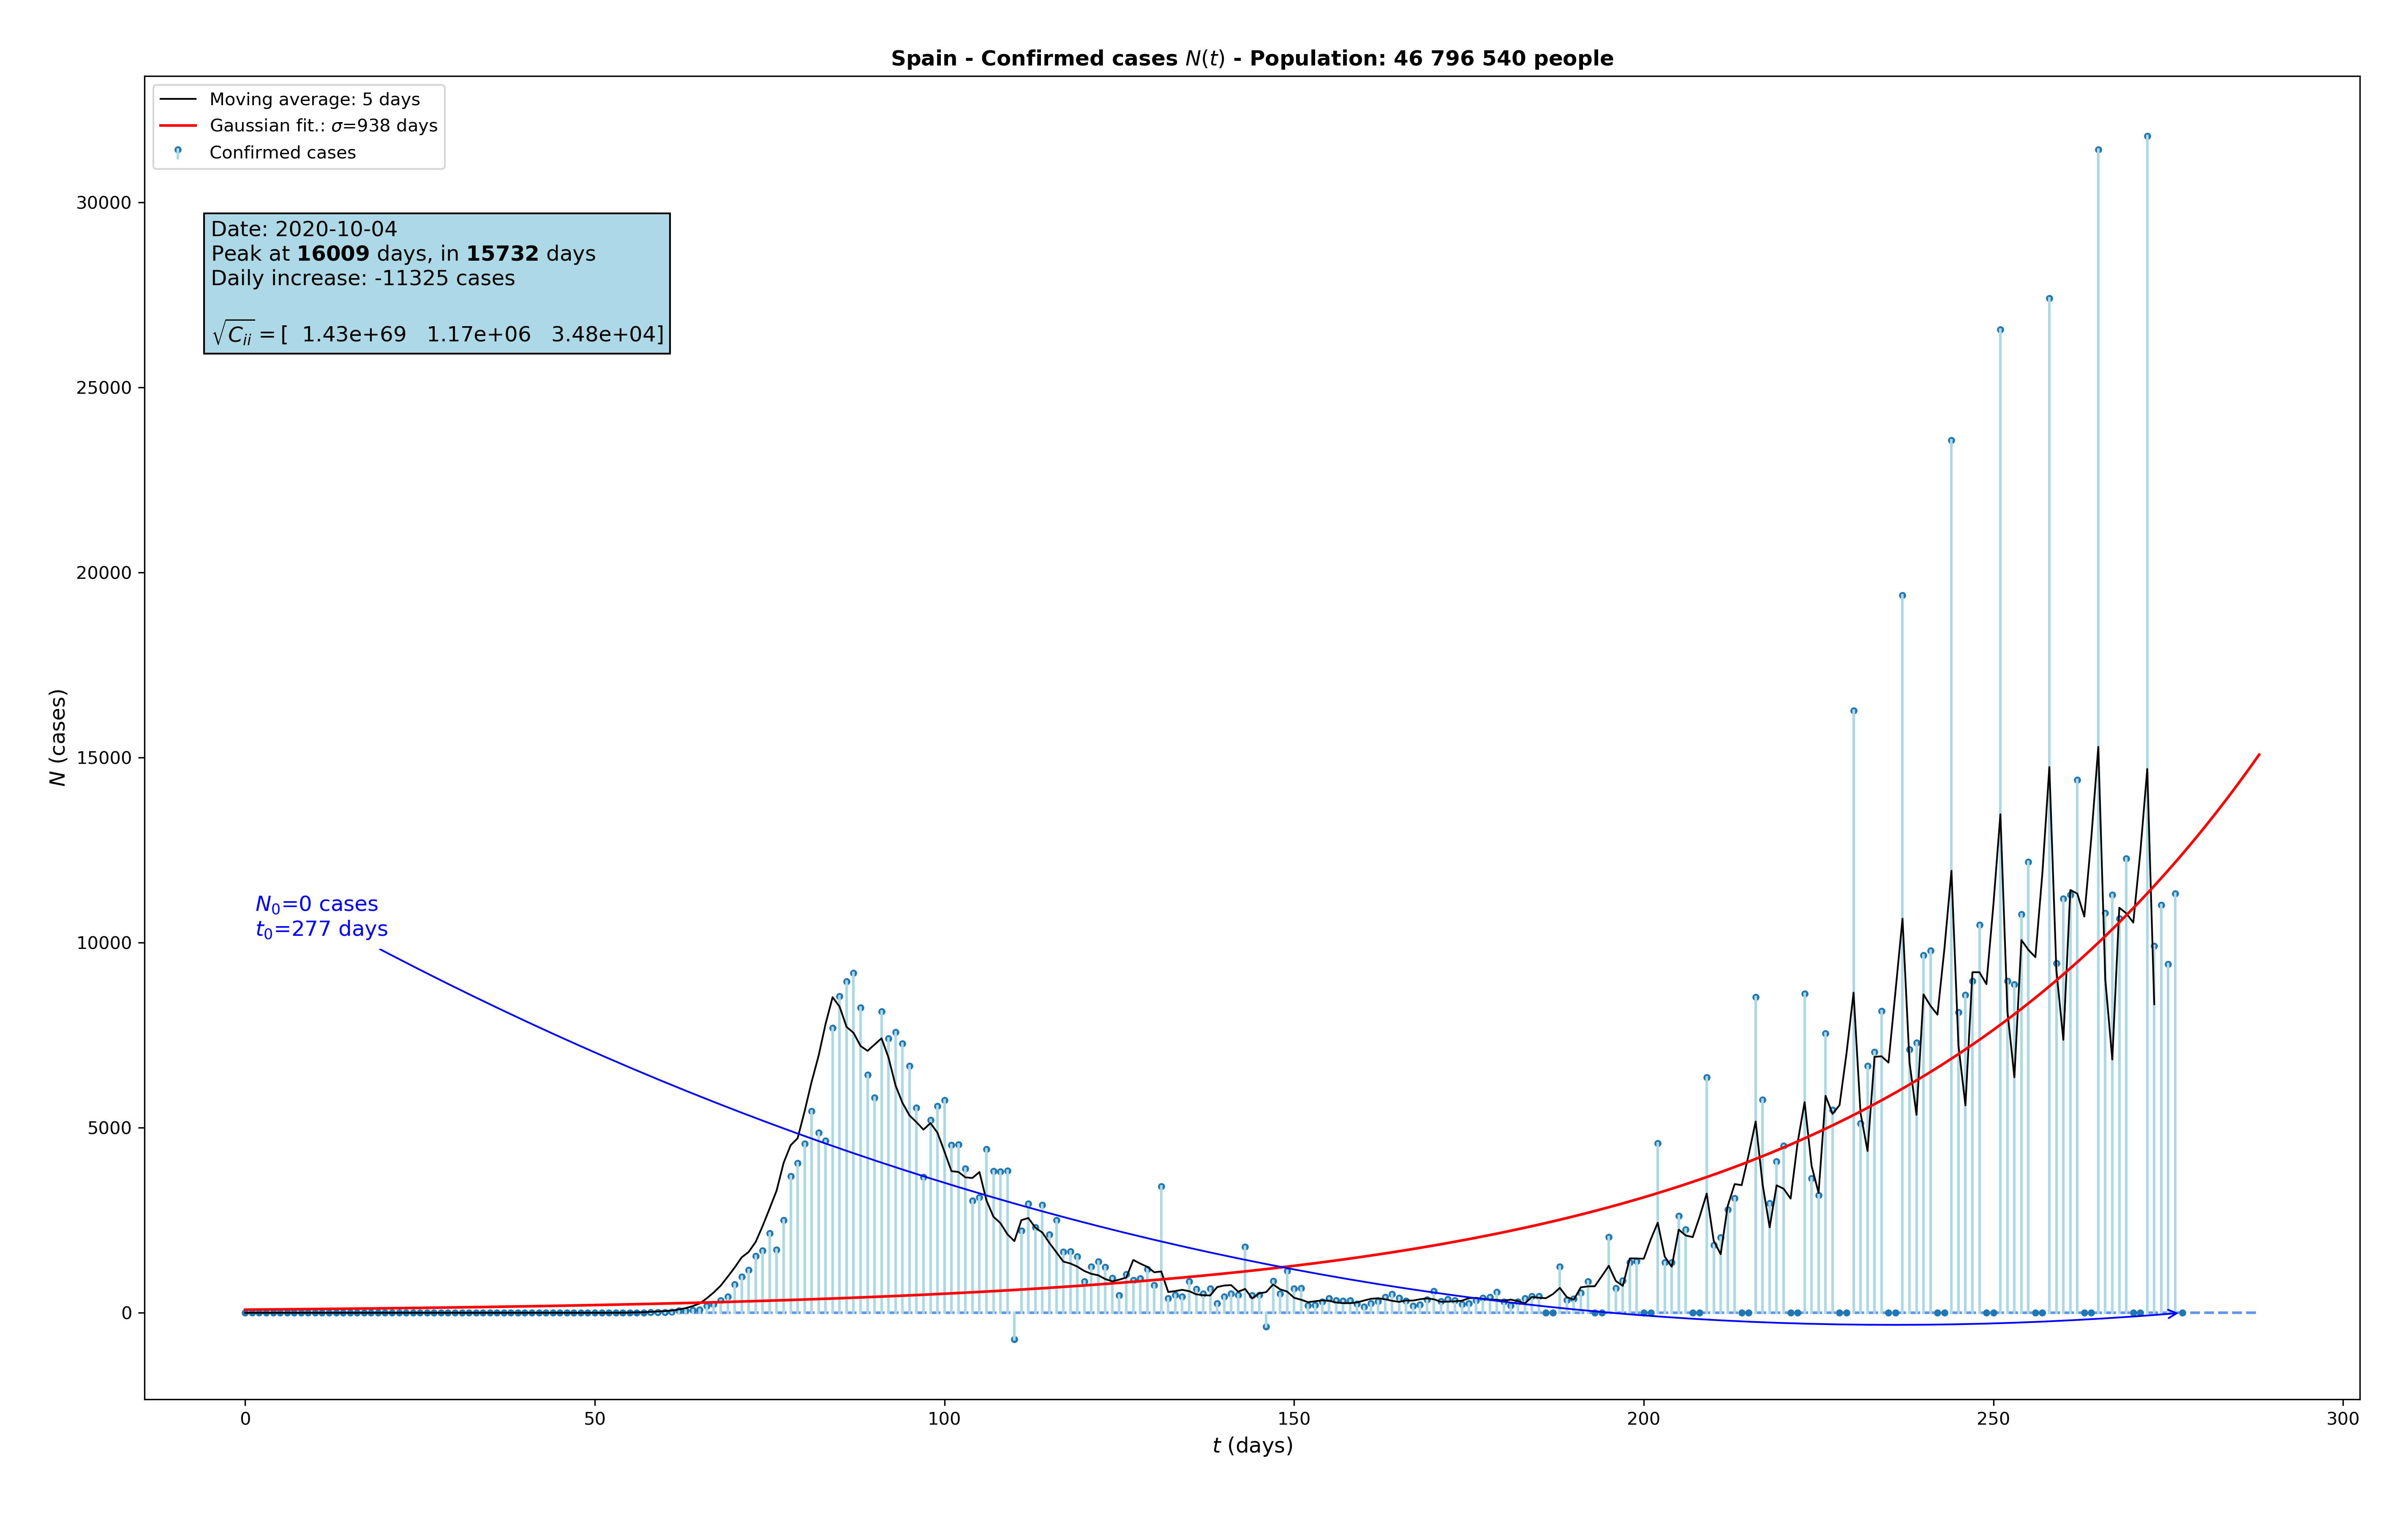 Spain - Confirmed cases N(t) - Population: 46 796 540 people
Moving average: 5 days
Gaussian fit.: σ=938 days
Confirmed cases
Date: 2020-10-04
Peak at 16009 days, in 15732 days
Daily increase: -11325 cases
√C_ii = [  1.43e+69   1.17e+06   3.48e+04]
N₀=0 cases
t₀=277 days
N (cases)
30000
25000
20000
15000
10000
5000
0
0 50 100 150 200 250 300
t (days)